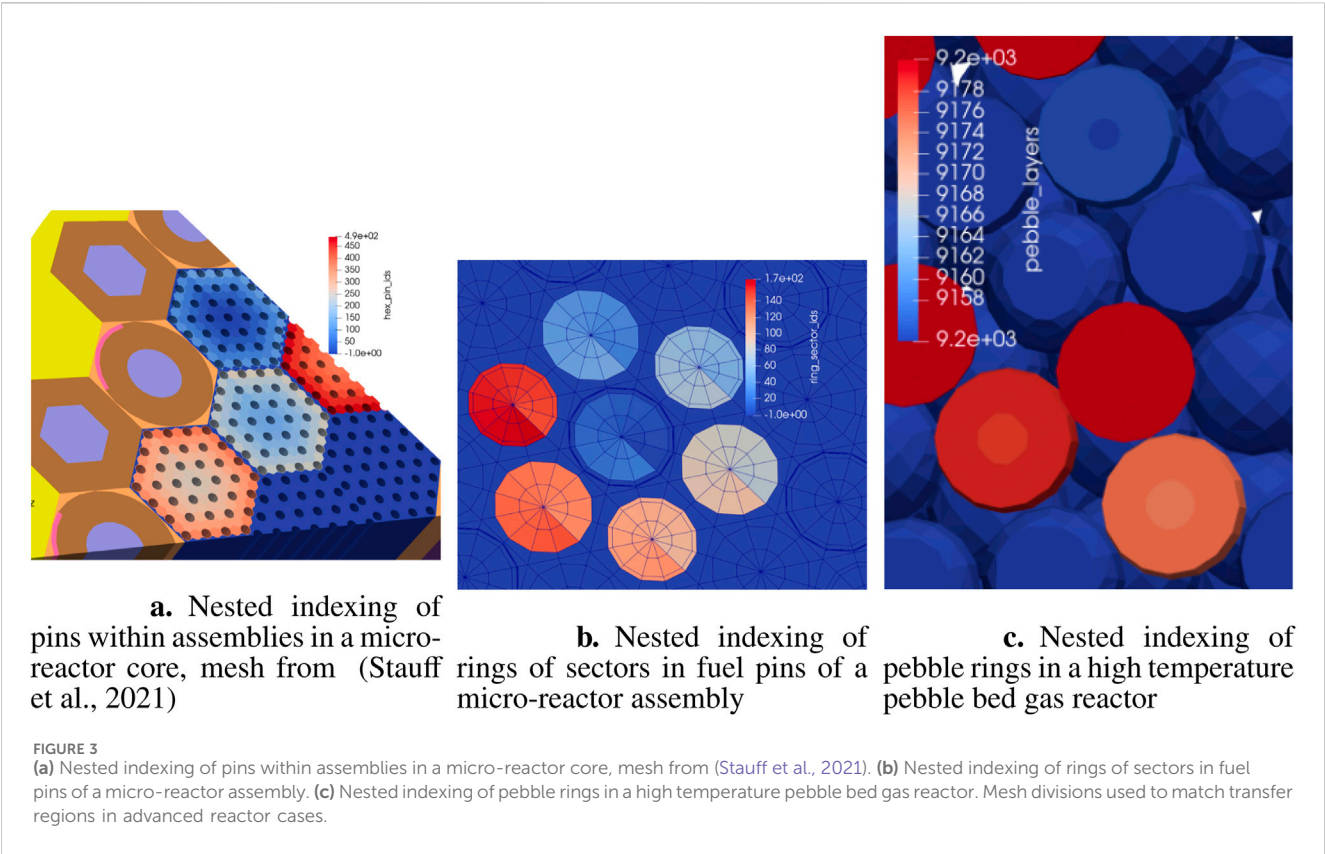 4.9e+02
450
400
350
300
250
200
150
100
50
-1.0e+00
hex_pin_ids
z
1.7e+02
140
120
100
80
60
40
20
-1.0e+00
ring_sector_ids
9.2e+03
9178
9176
9174
9172
9170
9168
9166
9164
9162
9160
9158
9.2e+03
pebble_layers
a. Nested indexing of
pins within assemblies in a micro-
reactor core, mesh from (Stauff
et al., 2021)
b. Nested indexing of
rings of sectors in fuel pins of a
micro-reactor assembly
c. Nested indexing of
pebble rings in a high temperature
pebble bed gas reactor
FIGURE 3
(a) Nested indexing of pins within assemblies in a micro-reactor core, mesh from (Stauff et al., 2021). (b) Nested indexing of rings of sectors in fuel
pins of a micro-reactor assembly. (c) Nested indexing of pebble rings in a high temperature pebble bed gas reactor. Mesh divisions used to match transfer
regions in advanced reactor cases.